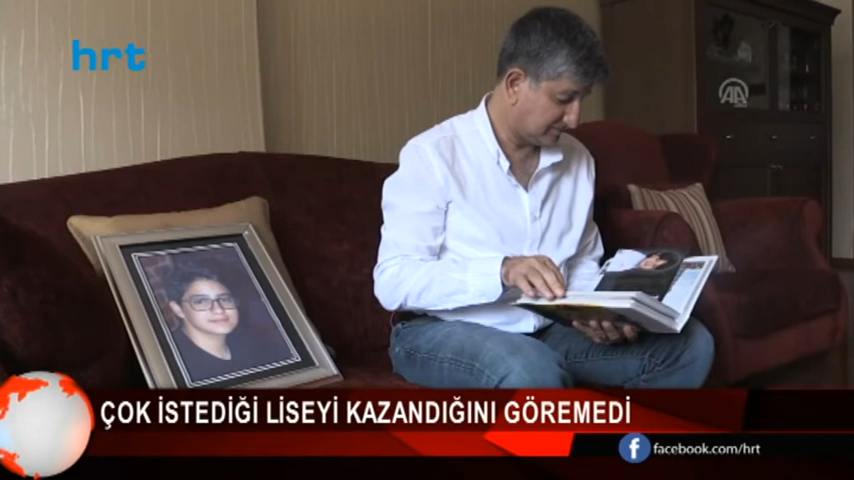 hrt
AA
ÇOK İSTEDİĞİ LİSEYİ KAZANDIĞINI GÖREMEDİ
facebook.com/hrt